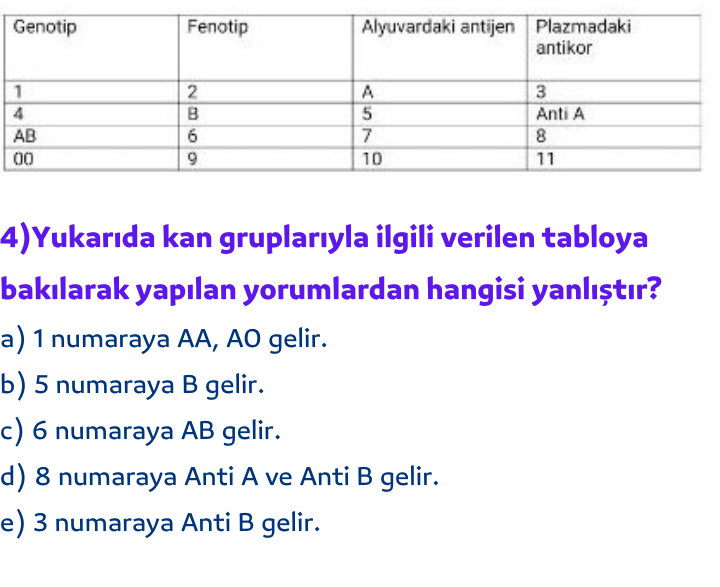 Genotip Fenotip Alyuvardaki antijen Plazmadaki antikor
1 2 A 3
4 B 5 Anti A
AB 6 7 8
00 9 10 11
4)Yukarıda kan gruplarıyla ilgili verilen tabloya
bakılarak yapılan yorumlardan hangisi yanlıştır?
a) 1 numaraya AA, AO gelir.
b) 5 numaraya B gelir.
c) 6 numaraya AB gelir.
d) 8 numaraya Anti A ve Anti B gelir.
e) 3 numaraya Anti B gelir.